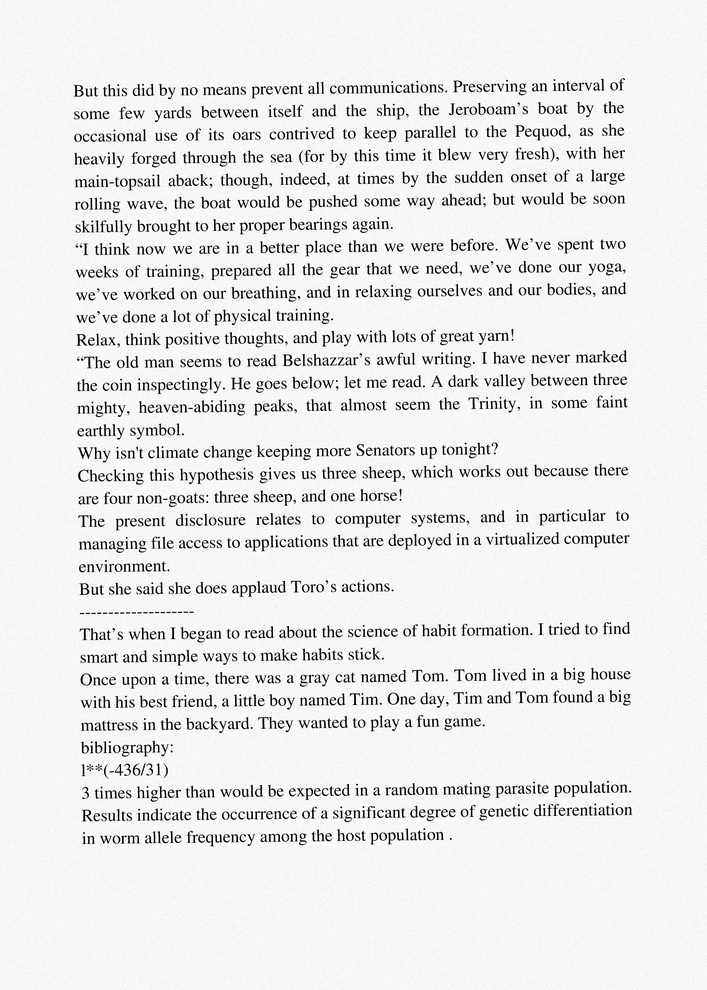 But this did by no means prevent all communications. Preserving an interval of
some few yards between itself and the ship, the Jeroboam’s boat by the
occasional use of its oars contrived to keep parallel to the Pequod, as she
heavily forged through the sea (for by this time it blew very fresh), with her
main-topsail aback; though, indeed, at times by the sudden onset of a large
rolling wave, the boat would be pushed some way ahead; but would be soon
skilfully brought to her proper bearings again.
“I think now we are in a better place than we were before. We’ve spent two
weeks of training, prepared all the gear that we need, we’ve done our yoga,
we’ve worked on our breathing, and in relaxing ourselves and our bodies, and
we’ve done a lot of physical training.
Relax, think positive thoughts, and play with lots of great yarn!
“The old man seems to read Belshazzar’s awful writing. I have never marked
the coin inspectingly. He goes below; let me read. A dark valley between three
mighty, heaven-abiding peaks, that almost seem the Trinity, in some faint
earthly symbol.
Why isn't climate change keeping more Senators up tonight?
Checking this hypothesis gives us three sheep, which works out because there
are four non-goats: three sheep, and one horse!
The present disclosure relates to computer systems, and in particular to
managing file access to applications that are deployed in a virtualized computer
environment.
But she said she does applaud Toro’s actions.
--------------------
That’s when I began to read about the science of habit formation. I tried to find
smart and simple ways to make habits stick.
Once upon a time, there was a gray cat named Tom. Tom lived in a big house
with his best friend, a little boy named Tim. One day, Tim and Tom found a big
mattress in the backyard. They wanted to play a fun game.
bibliography:
l**(-436/31)
3 times higher than would be expected in a random mating parasite population.
Results indicate the occurrence of a significant degree of genetic differentiation
in worm allele frequency among the host population .